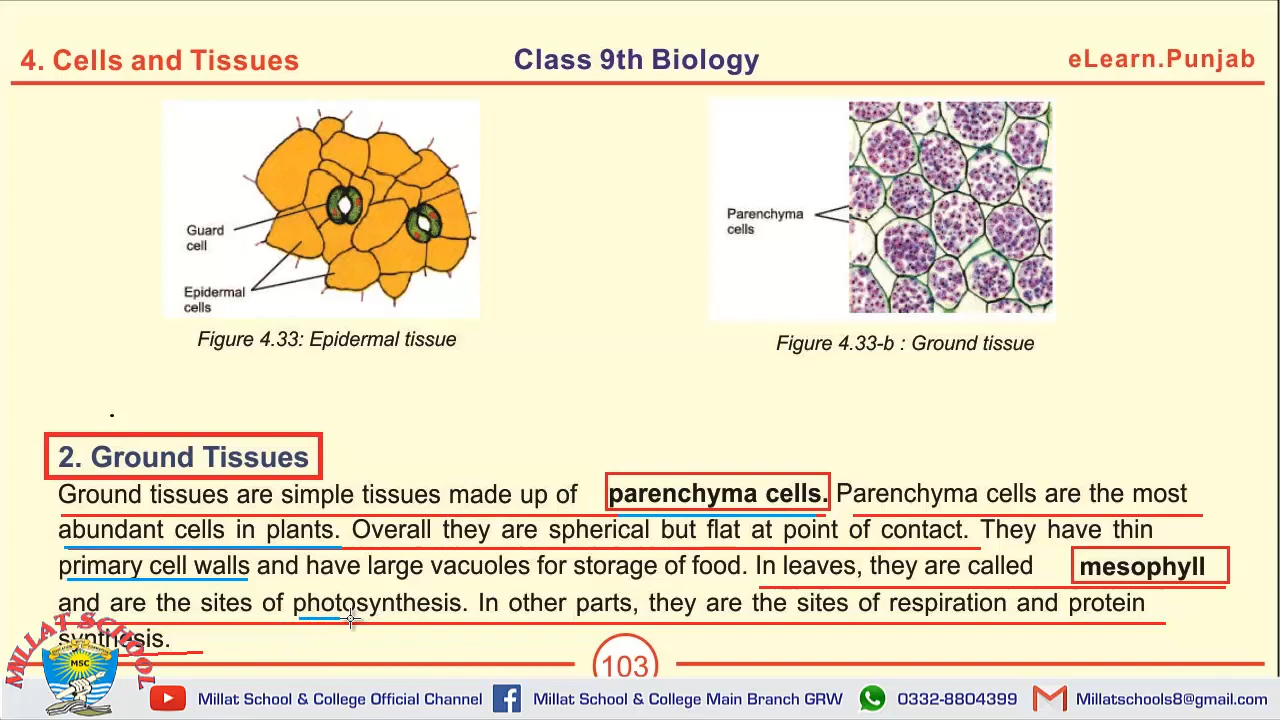 4. Cells and Tissues
Class 9th Biology
eLearn.Punjab
Guard
cell
Epidermal
cells
Figure 4.33: Epidermal tissue
Parenchyma
cells
Figure 4.33-b : Ground tissue
2. Ground Tissues
Ground tissues are simple tissues made up of parenchyma cells. Parenchyma cells are the most
abundant cells in plants. Overall they are spherical but flat at point of contact. They have thin
primary cell walls and have large vacuoles for storage of food. In leaves, they are called mesophyll
and are the sites of photosynthesis. In other parts, they are the sites of respiration and protein
synthesis.
103
MILLAT SCHOOL
MSC
Millat School & College Official Channel
Millat School & College Main Branch GRW
0332-8804399
Millatschools8@gmail.com